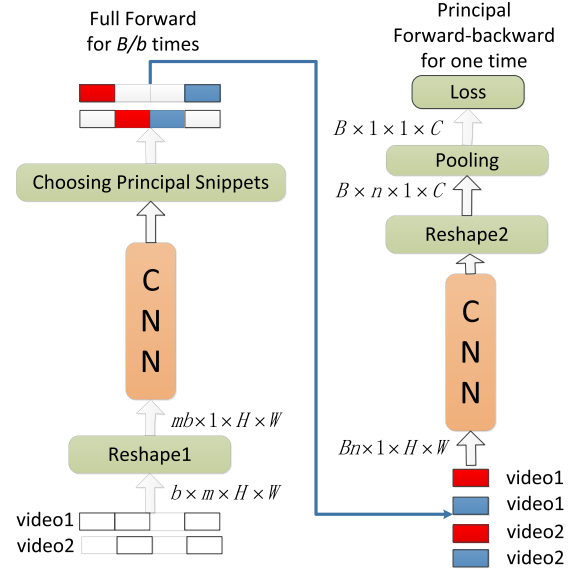 Full Forward
for B/b times
Choosing Principal Snippets
C
N
N
mb×1×H×W
Reshape1
b×m×H×W
video1
video2
Principal
Forward-backward
for one time
Loss
B×1×1×C
Pooling
B×n×1×C
Reshape2
C
N
N
Bn×1×H×W
video1
video1
video2
video2